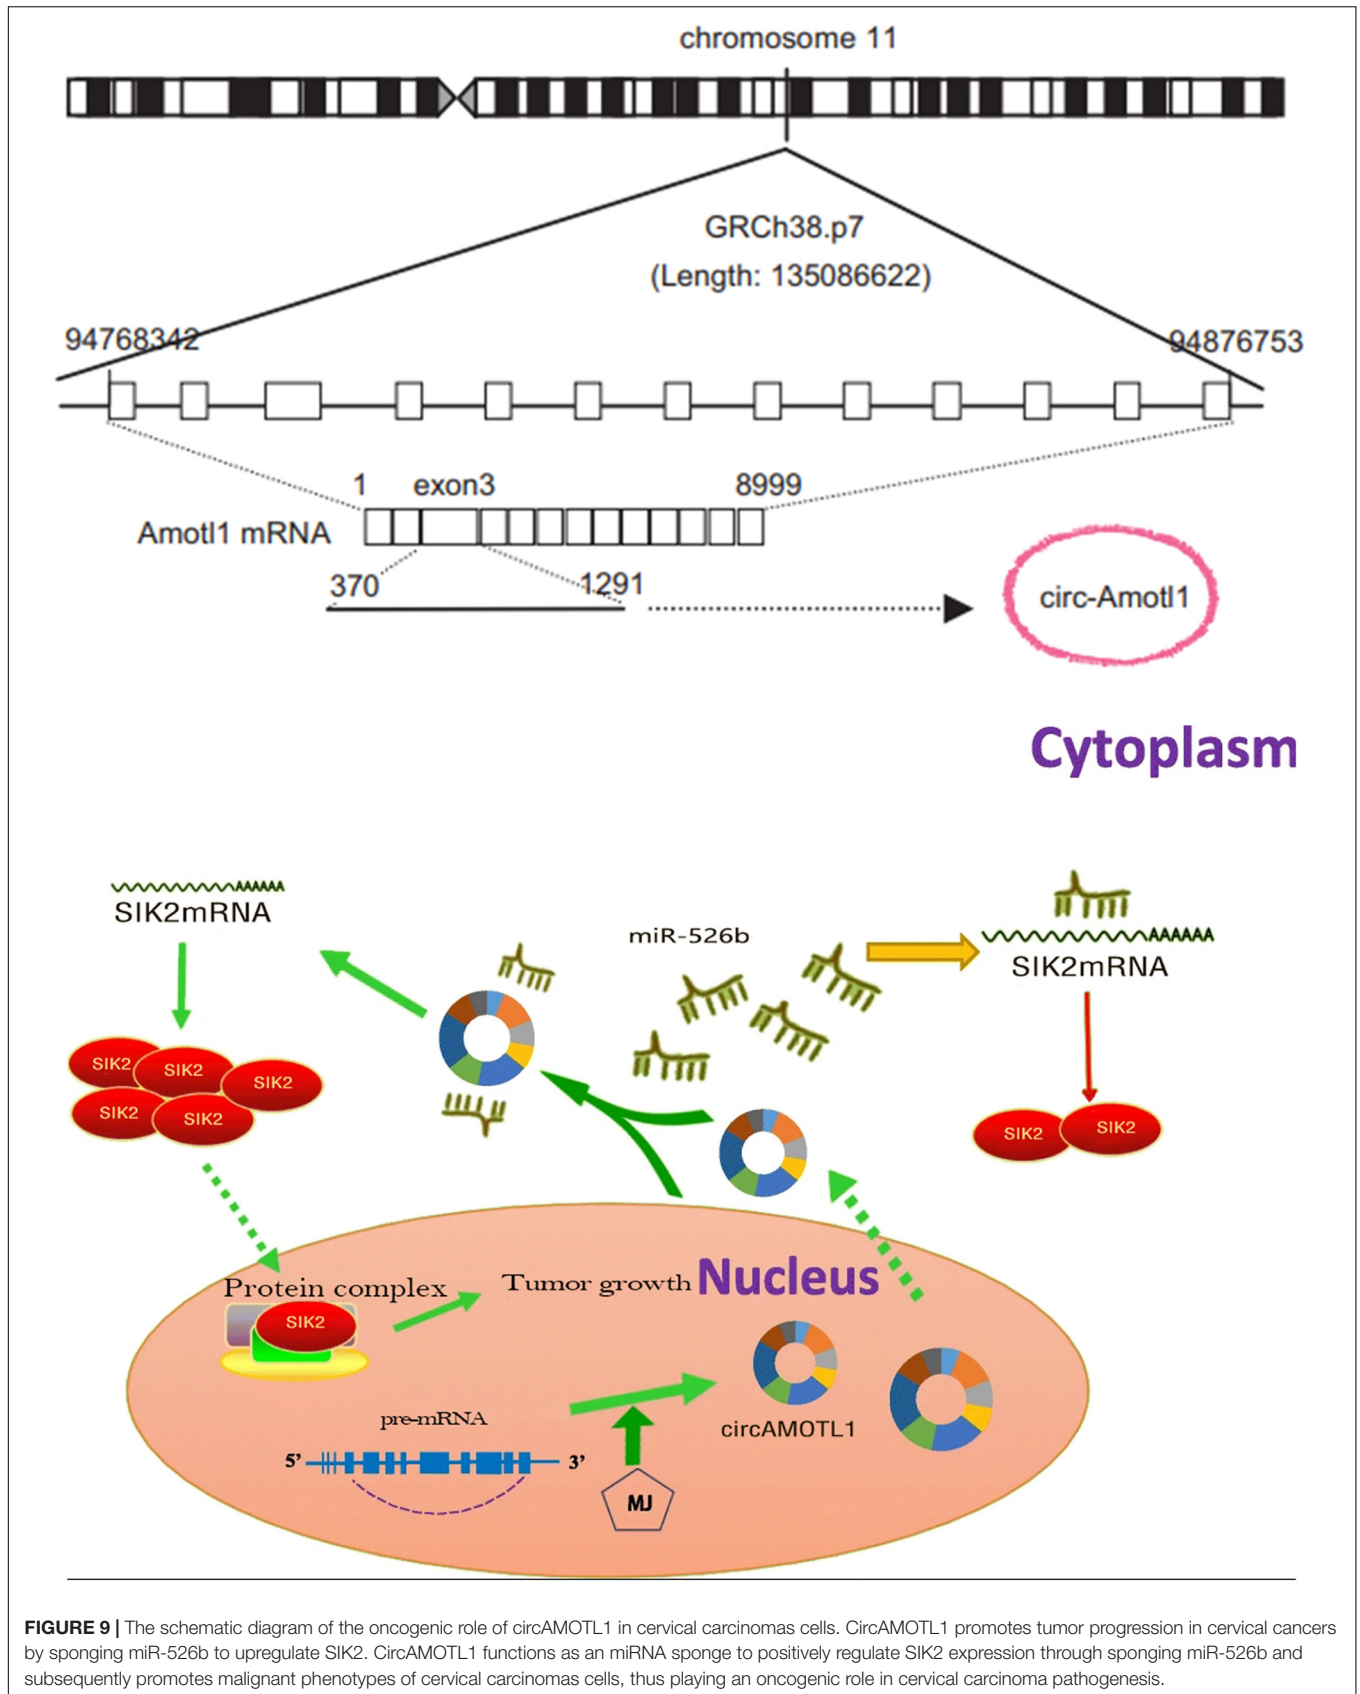 chromosome 11
GRCh38.p7
(Length: 135086622)
94768342
94876753
1 exon3 8999
Amotl1 mRNA
370 1291
circ-Amotl1
Cytoplasm
SIK2mRNA
miR-526b
SIK2mRNA
SIK2
SIK2
SIK2
SIK2
SIK2
SIK2
SIK2
Protein complex
Tumor growth
Nucleus
SIK2
pre-mRNA
circAMOTL1
5’ 3’
MJ
FIGURE 9 | The schematic diagram of the oncogenic role of circAMOTL1 in cervical carcinomas cells. CircAMOTL1 promotes tumor progression in cervical cancers
by sponging miR-526b to upregulate SIK2. CircAMOTL1 functions as an miRNA sponge to positively regulate SIK2 expression through sponging miR-526b and
subsequently promotes malignant phenotypes of cervical carcinomas cells, thus playing an oncogenic role in cervical carcinoma pathogenesis.